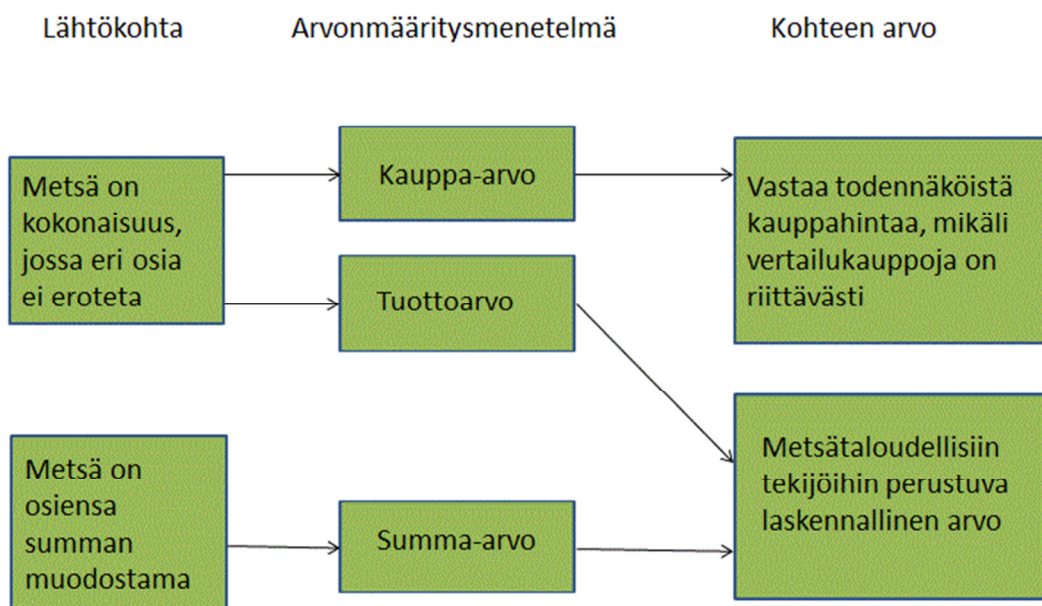 Lähtökohta
Arvonmääritysmenetelmä
Kohteen arvo
Metsä on
kokonaisuus,
jossa eri osia
ei eroteta
Kauppa-arvo
Vastaa todennäköistä
kauppahintaa, mikäli
vertailukauppoja on
riittävästi
Tuottoarvo
Metsä on
osiensa
summan
muodostama
Summa-arvo
Metsätaloudellisiin
tekijöihin perustuva
laskennallinen arvo